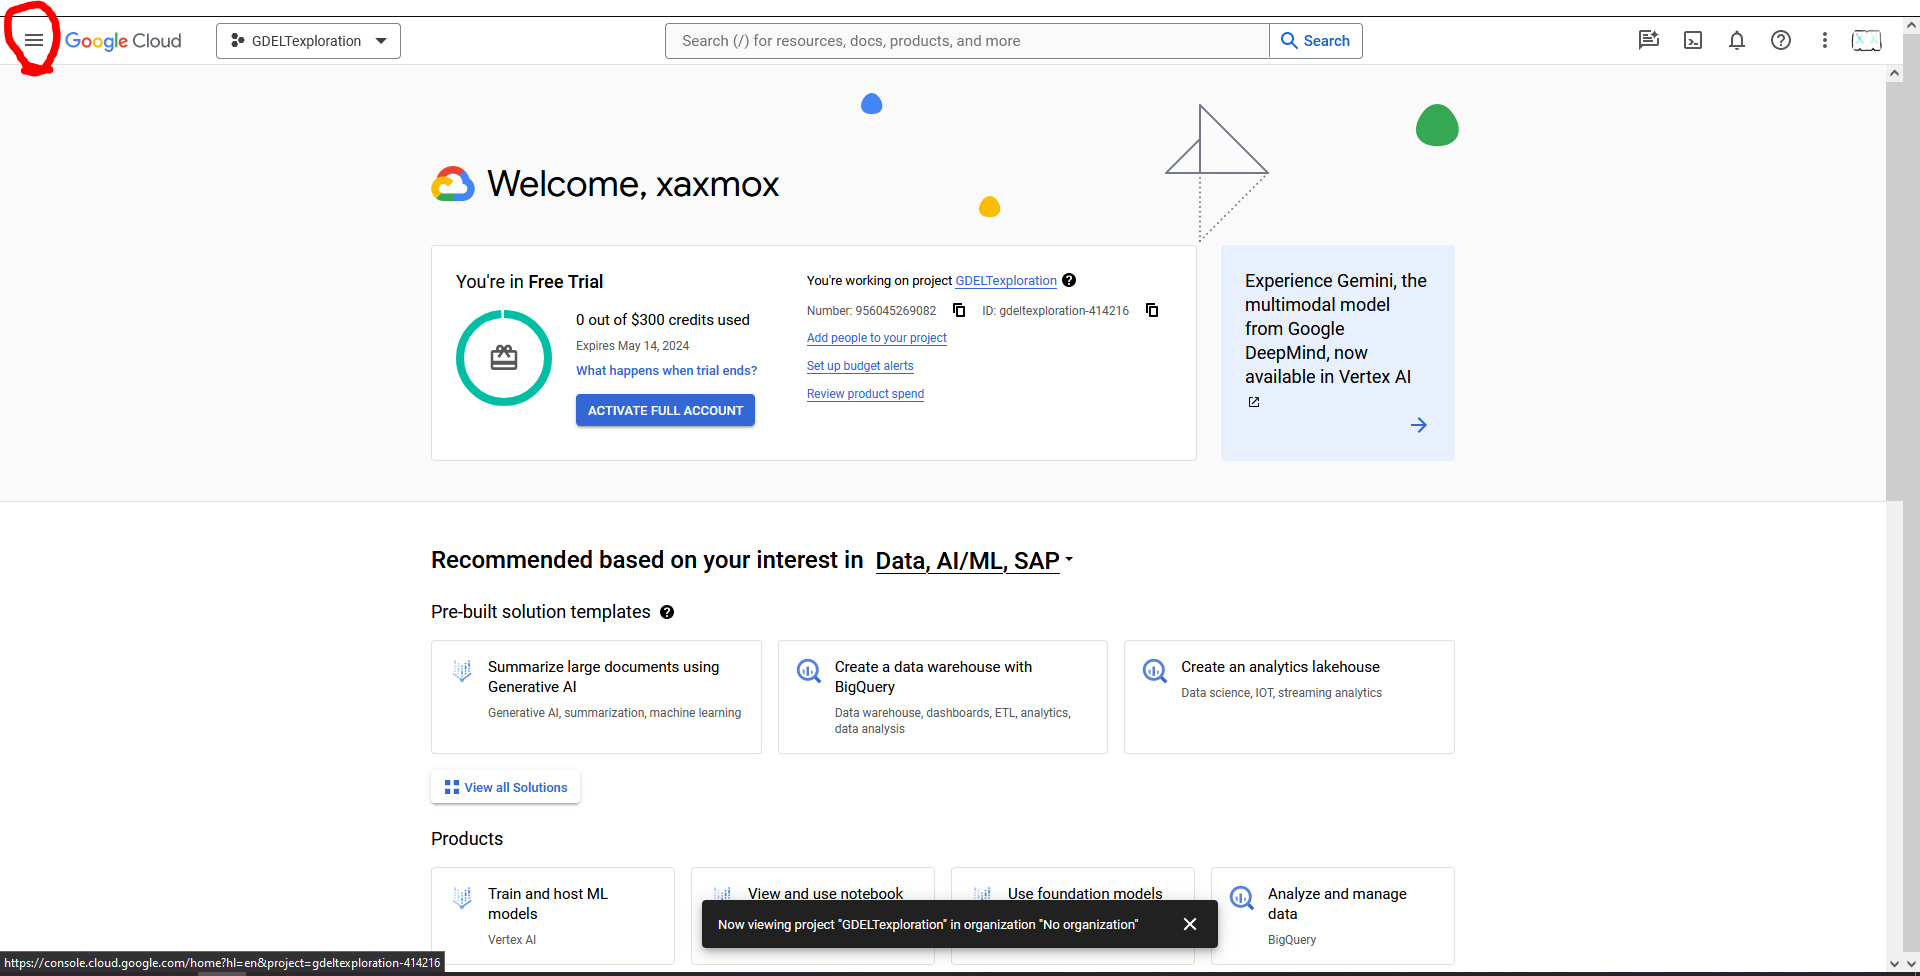 Google Cloud
GDELTexploration
Search (/) for resources, docs, products, and more
Search
Welcome, xaxmox
You're in Free Trial
0 out of $300 credits used
Expires May 14, 2024
What happens when trial ends?
ACTIVATE FULL ACCOUNT
You're working on project GDELTexploration
Number: 956045269082 ID: gdeltexploration-414216
Add people to your project
Set up budget alerts
Review product spend
Experience Gemini, the
multimodal model
from Google
DeepMind, now
available in Vertex AI
Recommended based on your interest in Data, AI/ML, SAP
Pre-built solution templates
Summarize large documents using
Generative AI
Generative AI, summarization, machine learning
Create a data warehouse with
BigQuery
Data warehouse, dashboards, ETL, analytics,
data analysis
Create an analytics lakehouse
Data science, IOT, streaming analytics
View all Solutions
Products
Train and host ML
models
Vertex AI
View and use notebook
Use foundation models
Analyze and manage
data
BigQuery
Now viewing project "GDELTexploration" in organization "No organization"
https://console.cloud.google.com/home?hl=en&project=gdeltexploration-414216